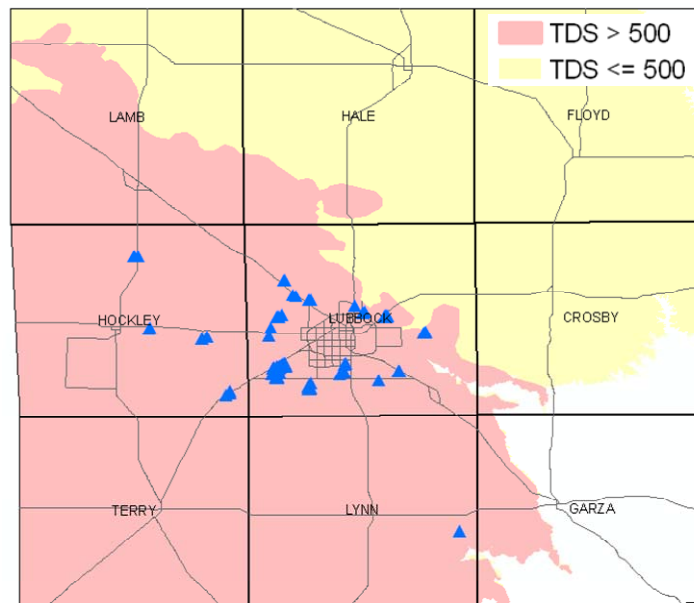 TDS > 500
TDS <= 500
LAMB
HALE
FLOYD
HOCKLEY
LUBBOCK
CROSBY
TERRY
LYNN
GARZA